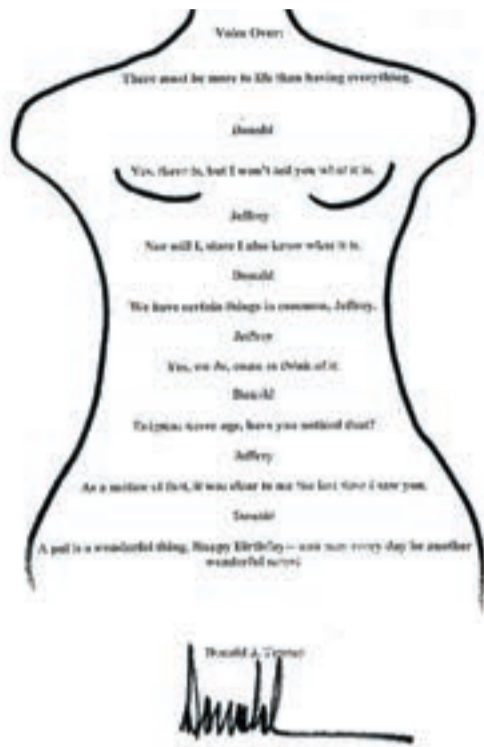 Voice Over:
There must be more to life than having everything.
Donald
Yes, there is, but I won't tell you what it is.
Jeffrey
Nor will I, since I also know what it is.
Donald
We have certain things in common, Jeffrey.
Jeffrey
Yes, we do, come to think of it.
Donald
Enigmas never age, have you noticed that?
Jeffrey
As a matter of fact, it was clear to me the last time I saw you.
Donald
A pal is a wonderful thing. Happy Birthday — and may every day be another
wonderful secret.
Donald J. Trump
Donald